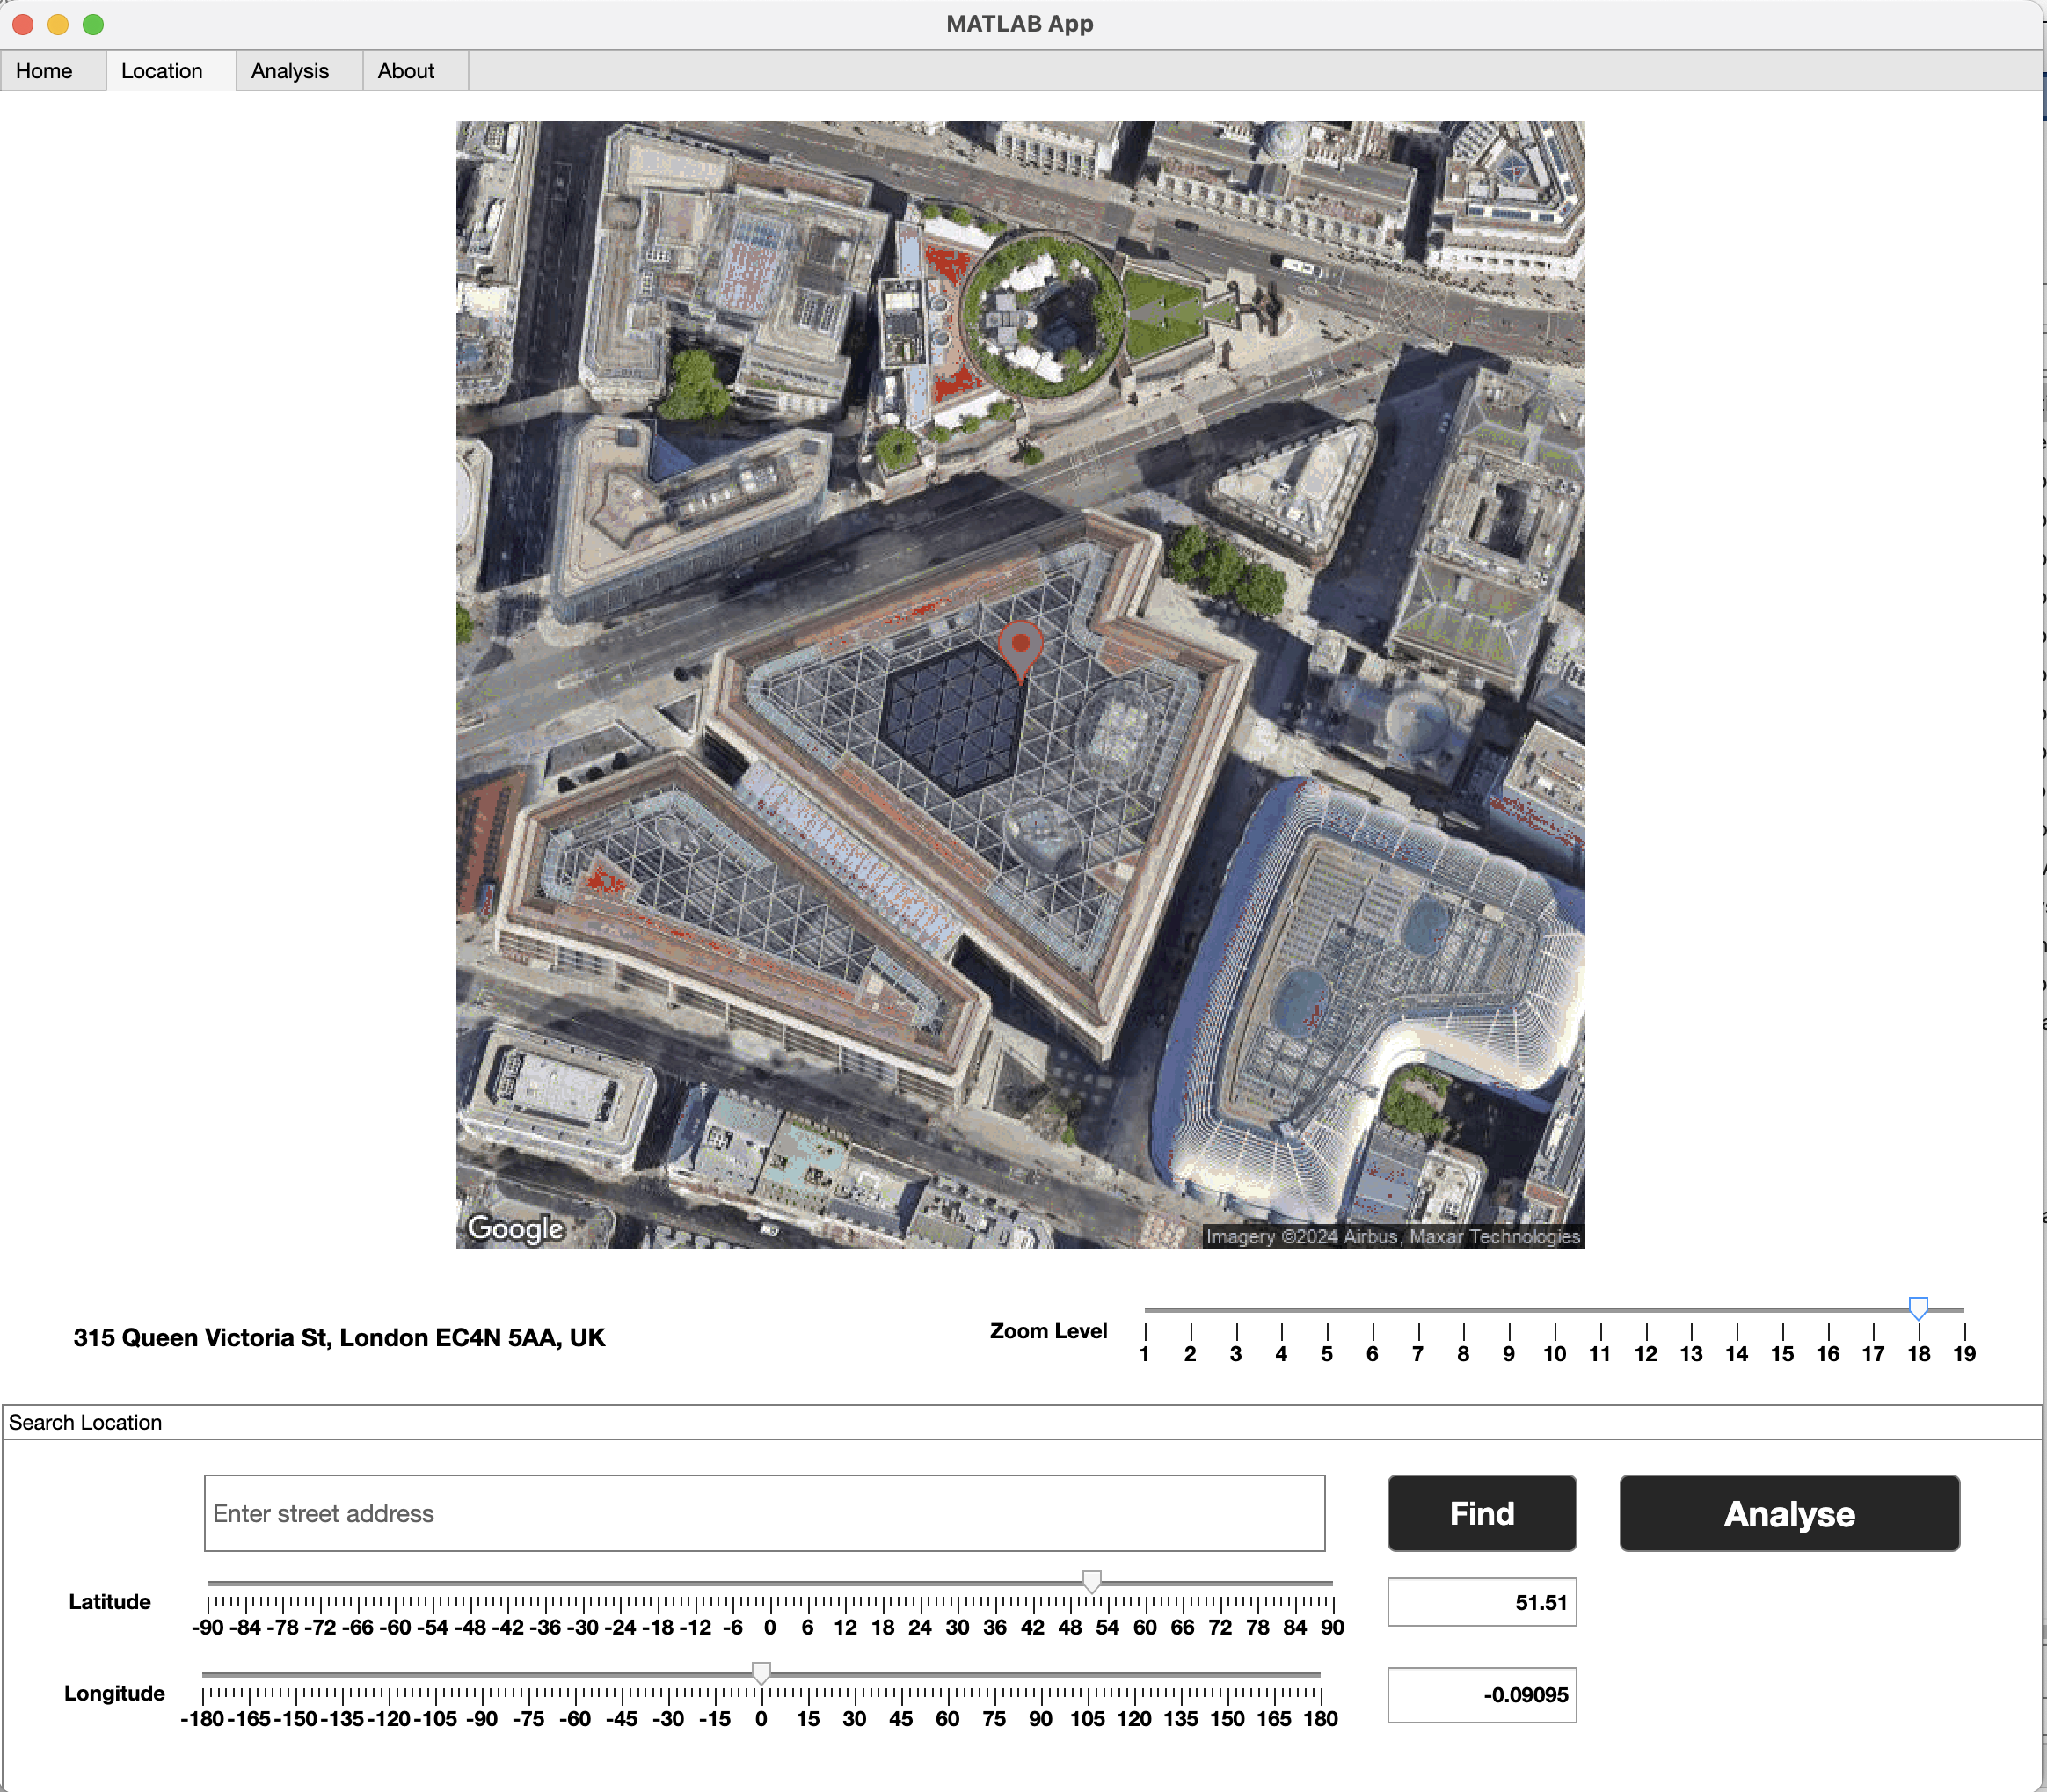 MATLAB App
Home Location Analysis About
Google
Imagery ©2024 Airbus, Maxar Technologies
315 Queen Victoria St, London EC4N 5AA, UK
Zoom Level
1 2 3 4 5 6 7 8 9 10 11 12 13 14 15 16 17 18 19
Search Location
Enter street address
Find
Analyse
Latitude
-90 -84 -78 -72 -66 -60 -54 -48 -42 -36 -30 -24 -18 -12 -6 0 6 12 18 24 30 36 42 48 54 60 66 72 78 84 90
51.51
Longitude
-180 -165 -150 -135 -120 -105 -90 -75 -60 -45 -30 -15 0 15 30 45 60 75 90 105 120 135 150 165 180
-0.09095